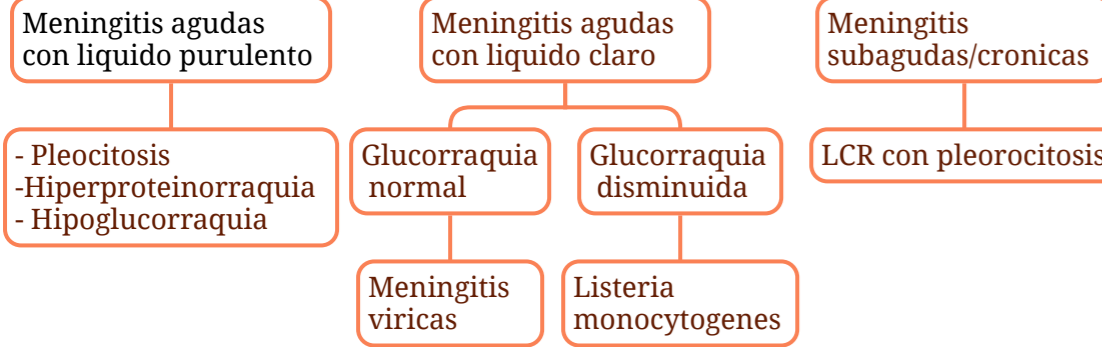 Meningitis agudas
con liquido purulento
Meningitis agudas
con liquido claro
Meningitis
subagudas/cronicas
- Pleocitosis
-Hiperproteinorraquia
- Hipoglucorraquia
Glucorraquia
normal
Glucorraquia
disminuida
LCR con pleorocitosis
Meningitis
viricas
Listeria
monocytogenes